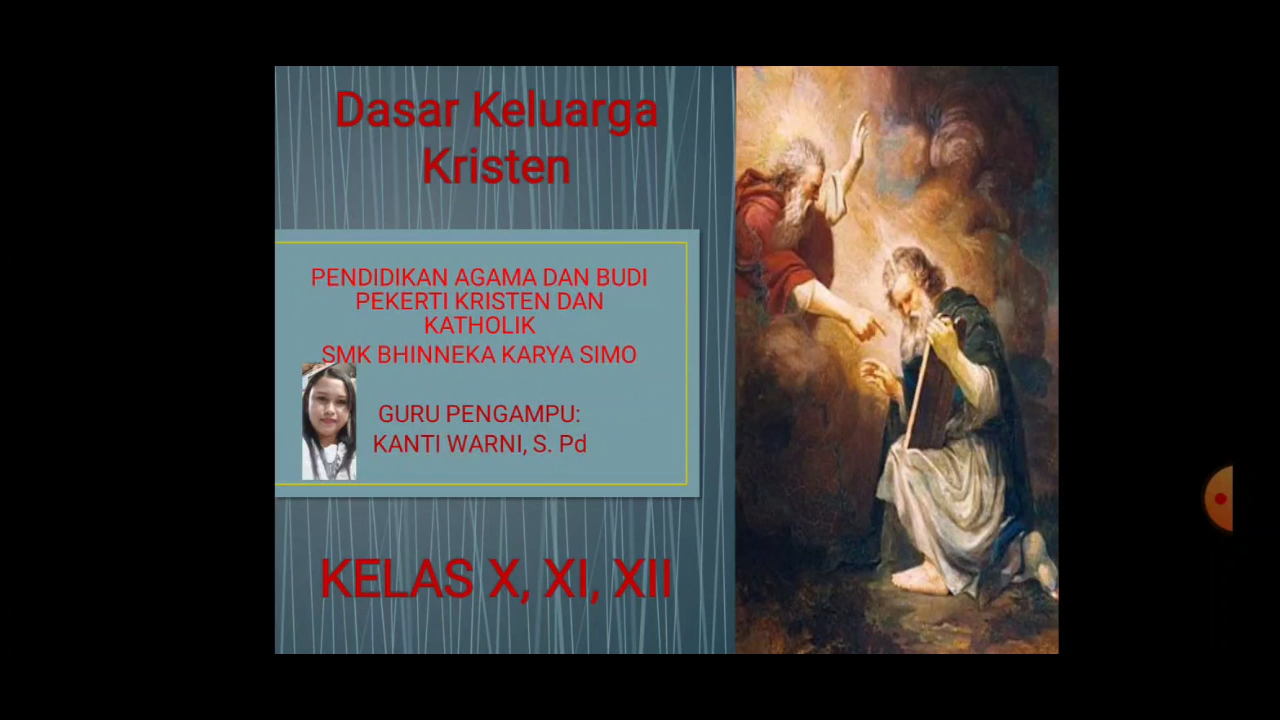 Dasar Keluarga
Kristen
PENDIDIKAN AGAMA DAN BUDI
PEKERTI KRISTEN DAN
KATHOLIK
SMK BHINNEKA KARYA SIMO
GURU PENGAMPU:
KANTI WARNI, S. Pd
KELAS X, XI, XII